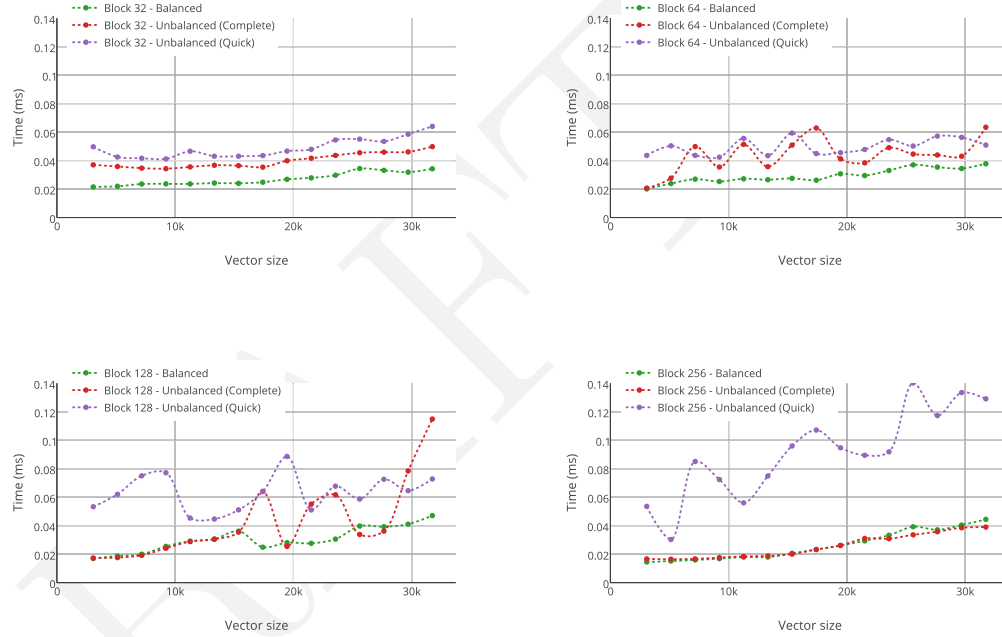 Block 32 - Balanced
Block 32 - Unbalanced (Complete)
Block 32 - Unbalanced (Quick)
0.14
0.12
0.1
0.08
0.06
0.04
0.02
0
Time (ms)
0 10k 20k 30k
Vector size
Block 64 - Balanced
Block 64 - Unbalanced (Complete)
Block 64 - Unbalanced (Quick)
0.14
0.12
0.1
0.08
0.06
0.04
0.02
0
Time (ms)
0 10k 20k 30k
Vector size
Block 128 - Balanced
Block 128 - Unbalanced (Complete)
Block 128 - Unbalanced (Quick)
0.14
0.12
0.1
0.08
0.06
0.04
0.02
0
Time (ms)
0 10k 20k 30k
Vector size
Block 256 - Balanced
Block 256 - Unbalanced (Complete)
Block 256 - Unbalanced (Quick)
0.14
0.12
0.1
0.08
0.06
0.04
0.02
0
Time (ms)
0 10k 20k 30k
Vector size